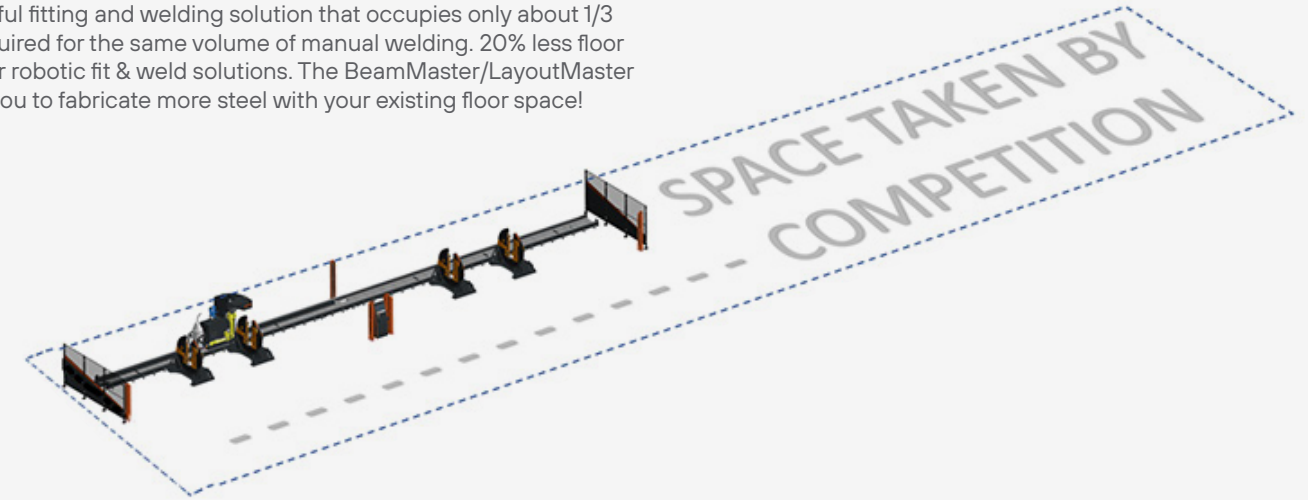 ful fitting and welding solution that occupies only about 1/3
uired for the same volume of manual welding. 20% less floor
r robotic fit & weld solutions. The BeamMaster/LayoutMaster
you to fabricate more steel with your existing floor space!
SPACE TAKEN BY
COMPETITION